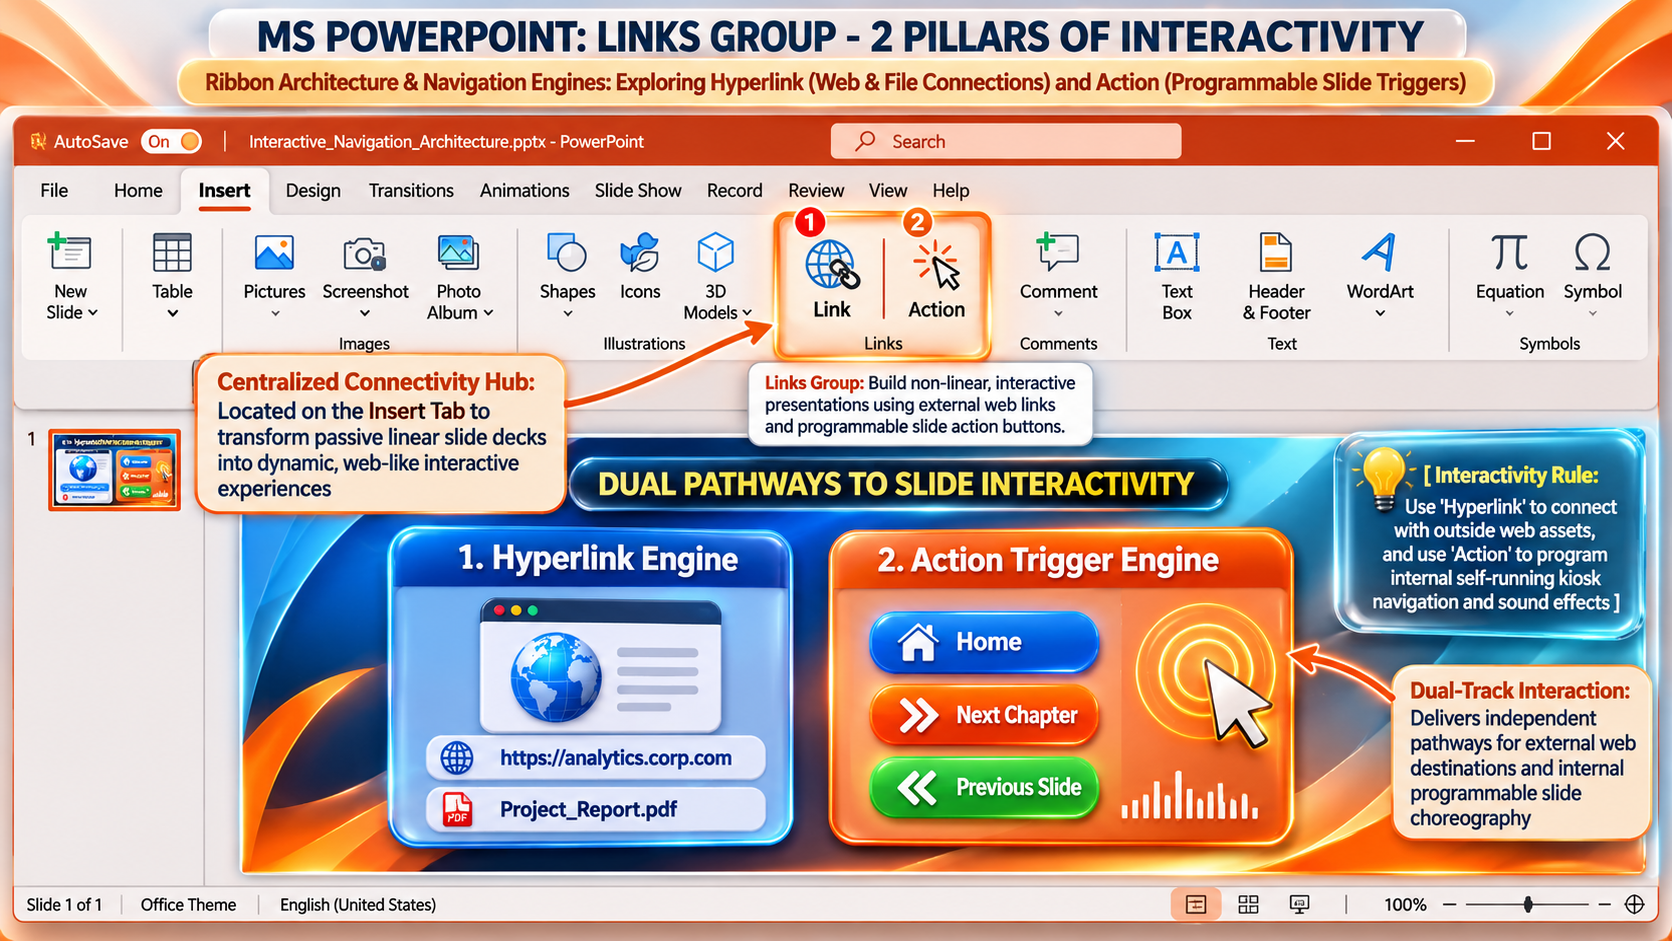 MS POWERPOINT: LINKS GROUP - 2 PILLARS OF INTERACTIVITY
Ribbon Architecture & Navigation Engines: Exploring Hyperlink (Web & File Connections) and Action (Programmable Slide Triggers)
AutoSave On Interactive_Navigation_Architecture.pptx - PowerPoint Search
File Home Insert Design Transitions Animations Slide Show Record Review View Help
1 2
New Slide
Table
Pictures
Screenshot
Photo Album
Images
Shapes
Icons
3D Models
Illustrations
Link
Action
Links
Comment
Comments
Text Box
Header & Footer
WordArt
Text
Equation
Symbol
Symbols
Centralized Connectivity Hub:
Located on the Insert Tab to
transform passive linear slide decks
into dynamic, web-like interactive
experiences
Links Group: Build non-linear, interactive
presentations using external web links
and programmable slide action buttons.
1
DUAL PATHWAYS TO SLIDE INTERACTIVITY
[ Interactivity Rule:
Use 'Hyperlink' to connect
with outside web assets,
and use 'Action' to program
internal self-running kiosk
navigation and sound effects ]
1. Hyperlink Engine
https://analytics.corp.com
PDF
Project_Report.pdf
2. Action Trigger Engine
Home
Next Chapter
Previous Slide
Dual-Track Interaction:
Delivers independent
pathways for external web
destinations and internal
programmable slide
choreography
Slide 1 of 1 Office Theme English (United States) 100%